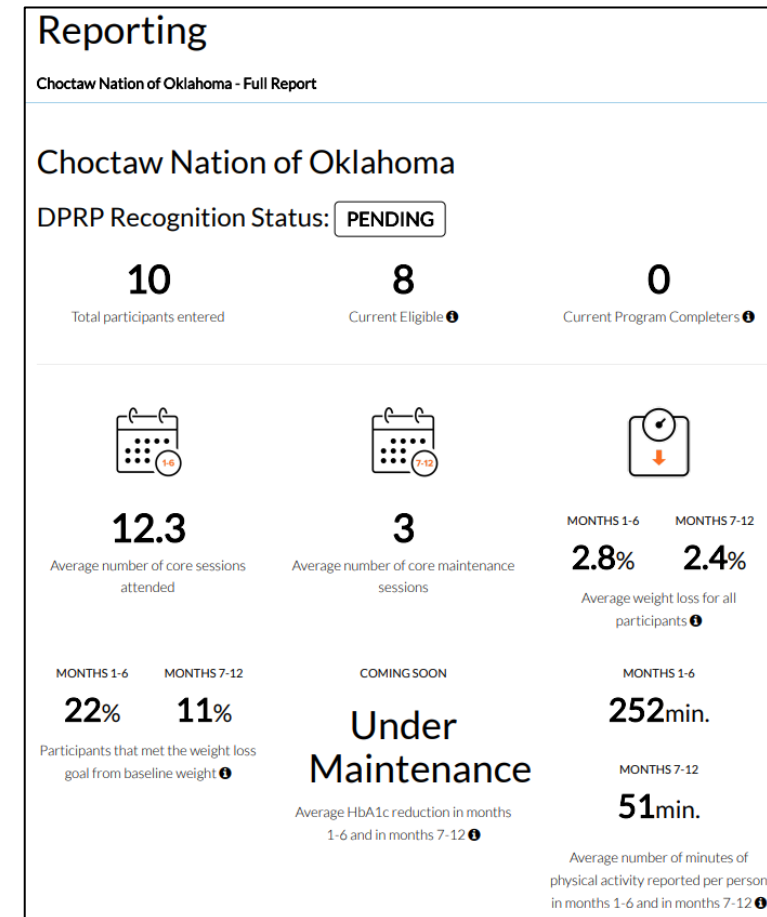 Reporting
Choctaw Nation of Oklahoma - Full Report
Choctaw Nation of Oklahoma
DPRP Recognition Status: PENDING
10
Total participants entered
8
Current Eligible
0
Current Program Completers
1-6
7-12
12.3
Average number of core sessions
attended
3
Average number of core maintenance
sessions
MONTHS 1-6 MONTHS 7-12
2.8% 2.4%
Average weight loss for all
participants
MONTHS 1-6 MONTHS 7-12
22% 11%
Participants that met the weight loss
goal from baseline weight
COMING SOON
Under
Maintenance
Average HbA1c reduction in months
1-6 and in months 7-12
MONTHS 1-6
252min.
MONTHS 7-12
51min.
Average number of minutes of
physical activity reported per person
in months 1-6 and in months 7-12